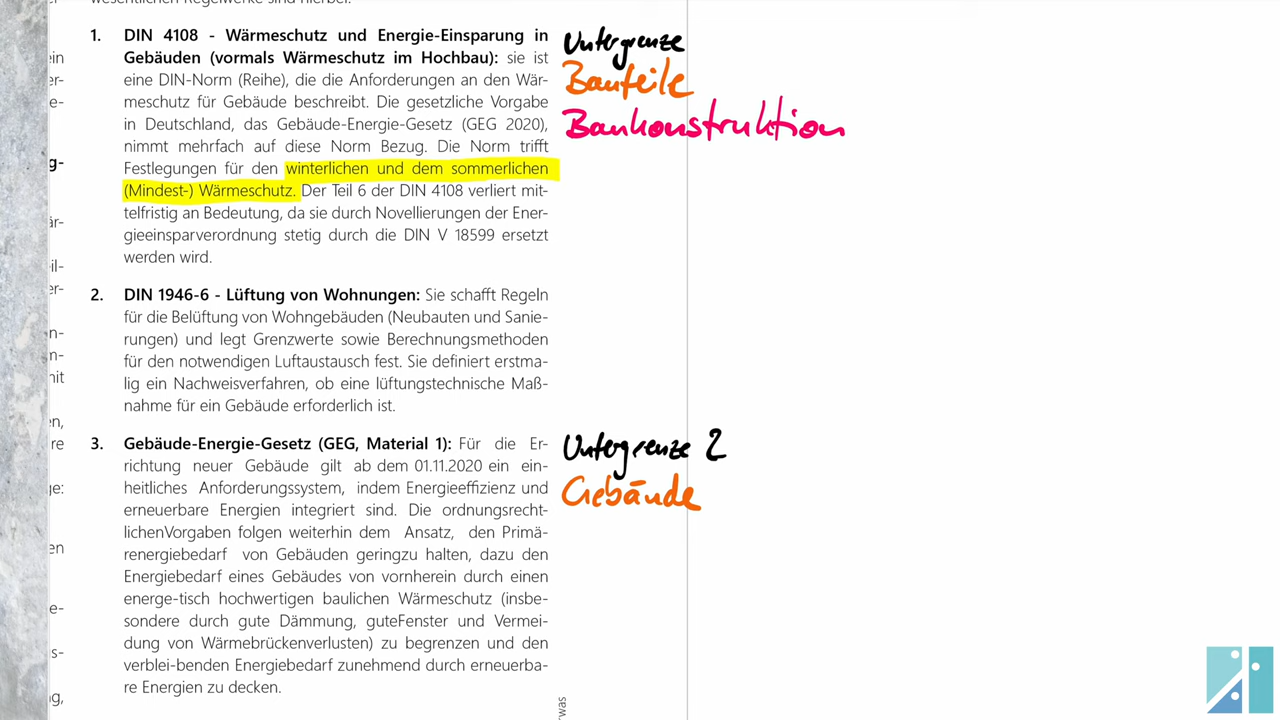 wesentlichen Regelwerke sind hierbei:
1. DIN 4108 - Wärmeschutz und Energie-Einsparung in
Gebäuden (vormals Wärmeschutz im Hochbau): sie ist
eine DIN-Norm (Reihe), die die Anforderungen an den Wär-
meschutz für Gebäude beschreibt. Die gesetzliche Vorgabe
in Deutschland, das Gebäude-Energie-Gesetz (GEG 2020),
nimmt mehrfach auf diese Norm Bezug. Die Norm trifft
Festlegungen für den winterlichen und dem sommerlichen
(Mindest-) Wärmeschutz. Der Teil 6 der DIN 4108 verliert mit-
telfristig an Bedeutung, da sie durch Novellierungen der Ener-
gieeinsparverordnung stetig durch die DIN V 18599 ersetzt
werden wird.
Untergrenze
Bauteile
Baukonstruktion
2. DIN 1946-6 - Lüftung von Wohnungen: Sie schafft Regeln
für die Belüftung von Wohngebäuden (Neubauten und Sanie-
rungen) und legt Grenzwerte sowie Berechnungsmethoden
für den notwendigen Luftaustausch fest. Sie definiert erstma-
lig ein Nachweisverfahren, ob eine lüftungstechnische Maß-
nahme für ein Gebäude erforderlich ist.
3. Gebäude-Energie-Gesetz (GEG, Material 1): Für die Er-
richtung neuer Gebäude gilt ab dem 01.11.2020 ein ein-
heitliches Anforderungssystem, indem Energieeffizienz und
erneuerbare Energien integriert sind. Die ordnungsrecht-
lichenVorgaben folgen weiterhin dem Ansatz, den Primä-
renergiebedarf von Gebäuden geringzu halten, dazu den
Energiebedarf eines Gebäudes von vornherein durch einen
energe-tisch hochwertigen baulichen Wärmeschutz (insbe-
sondere durch gute Dämmung, guteFenster und Vermei-
dung von Wärmebrückenverlusten) zu begrenzen und den
verblei-benden Energiebedarf zunehmend durch erneuerba-
re Energien zu decken.
Untergrenze 2
Gebäude